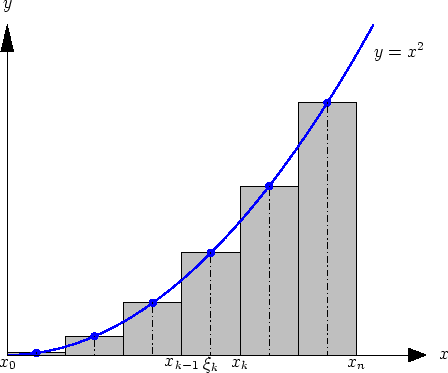 y
y = x²
x
x₀ xₖ₋₁ ξₖ xₖ xₙ